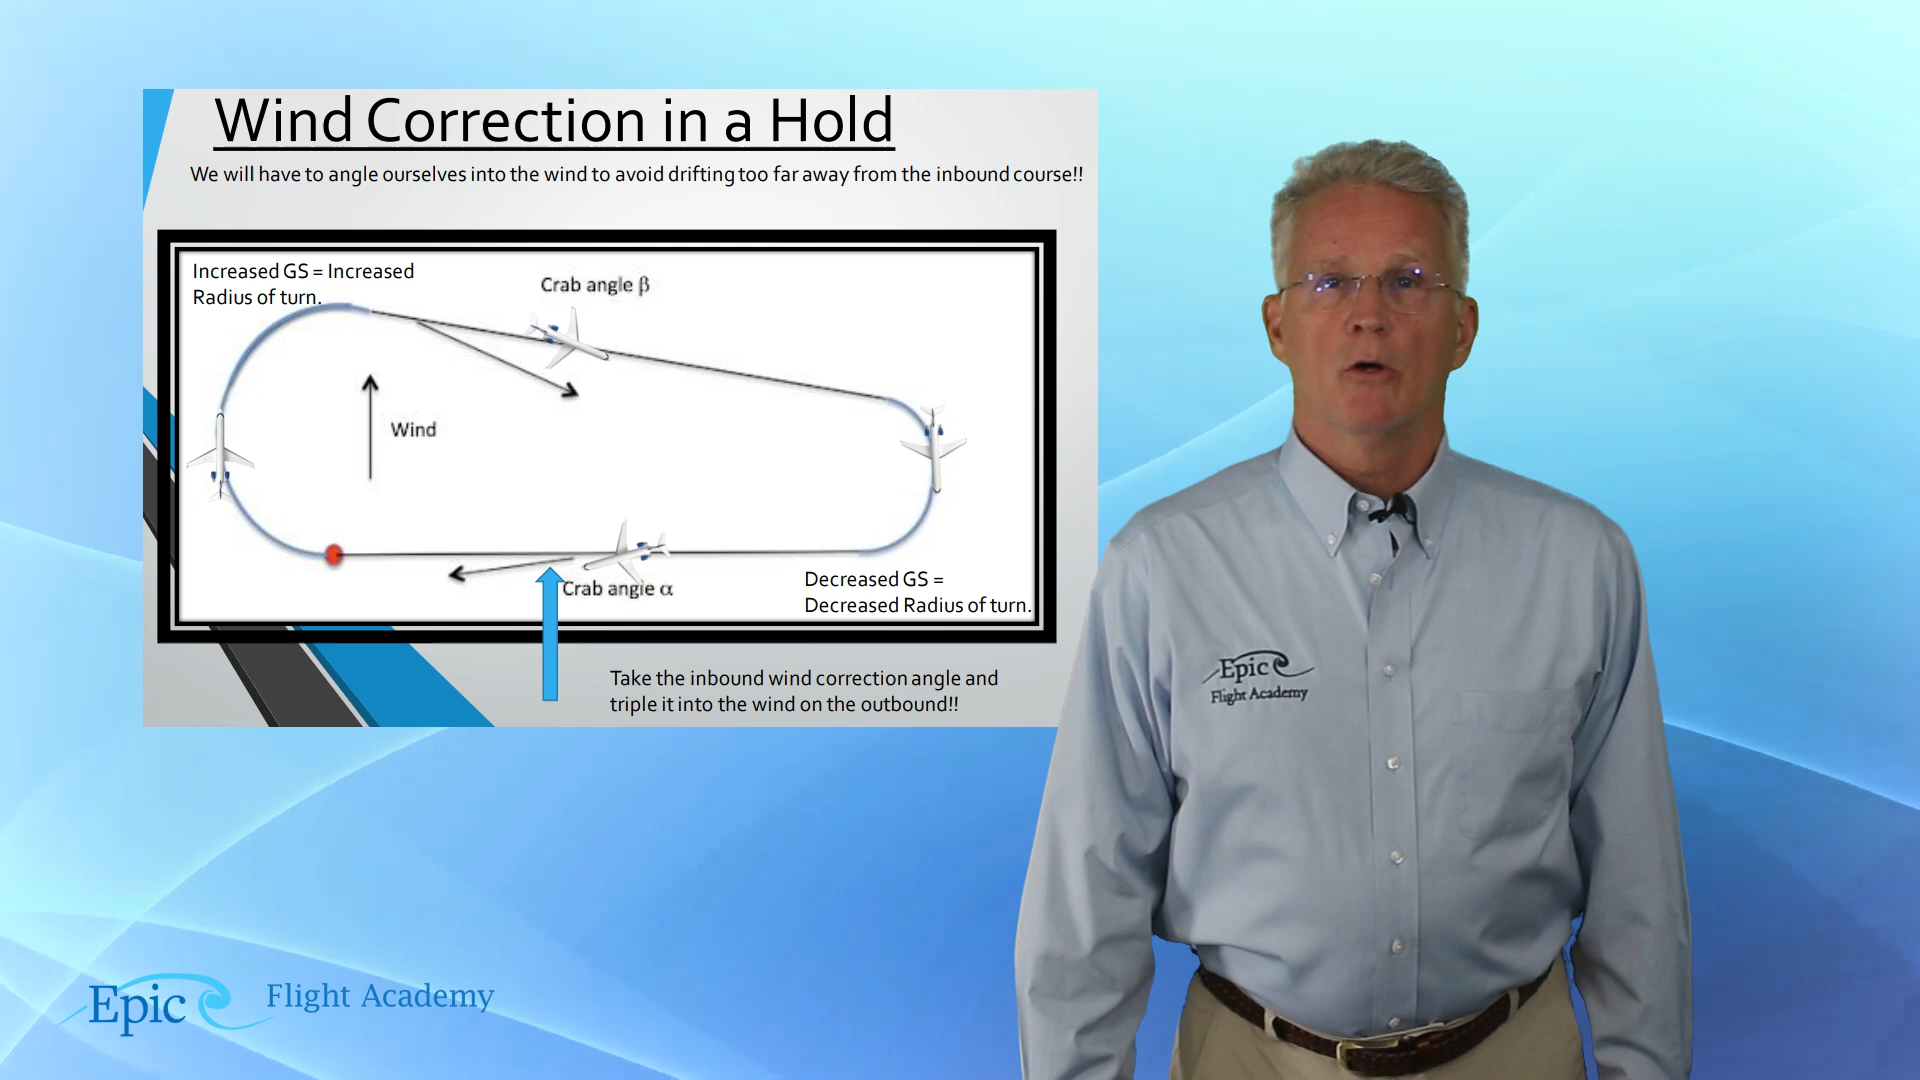 Wind Correction in a Hold
We will have to angle ourselves into the wind to avoid drifting too far away from the inbound course!!
Increased GS = Increased
Radius of turn.
Crab angle β
Wind
Crab angle α
Decreased GS =
Decreased Radius of turn.
Take the inbound wind correction angle and
triple it into the wind on the outbound!!
Epic
Flight Academy
Epic Flight Academy